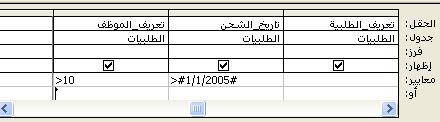 الحقل: تعريف_الطلبية تاريخ_الشحن تعريف_الموظف
جدول: الطلبيات الطلبيات الطلبيات
فرز:
إظهار:
معايير: >#1/1/2005# >10
أو: